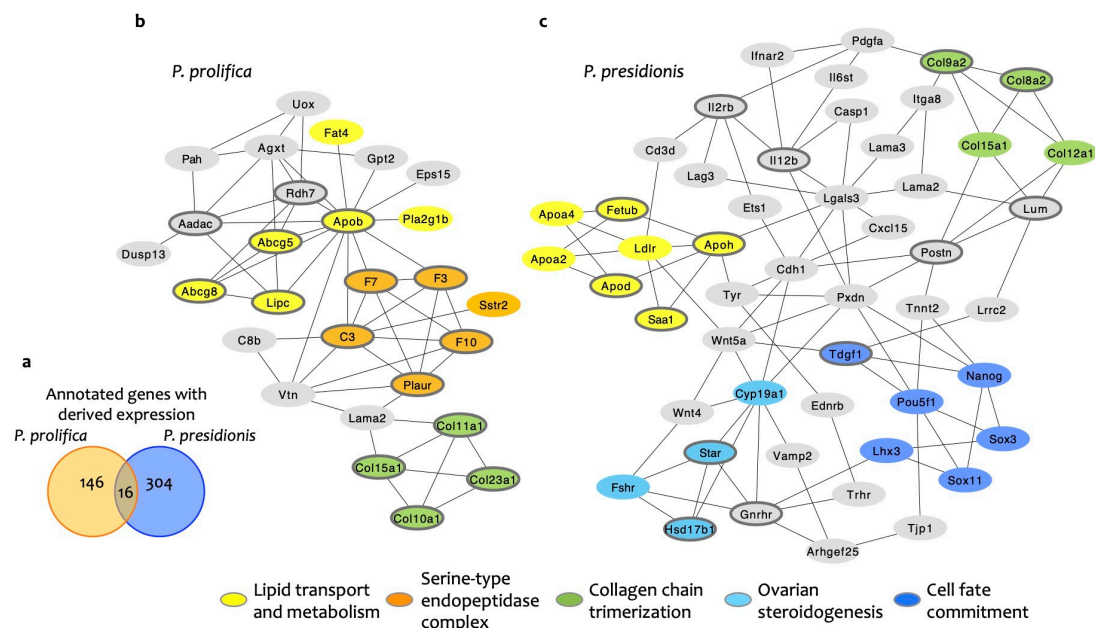 b
P. prolifica
Uox
Fat4
Agxt
Pah
Gpt2
Eps15
Rdh7
Aadac
Apob
Pla2g1b
Abcg5
Dusp13
Abcg8
Lipc
F7
F3
Sstr2
C8b
C3
F10
Plaur
Vtn
Lama2
Col11a1
Col15a1
Col23a1
Col10a1
a
Annotated genes with
derived expression
P. prolifica
P. presidionis
146
16
304
c
P. presidionis
Pdgfa
Ifnar2
Col9a2
Il6st
Col8a2
Il2rb
Casp1
Itga8
Cd3d
Il12b
Lama3
Col15a1
Col12a1
Lag3
Lgals3
Lama2
Apoa4
Fetub
Ets1
Lum
Cxcl15
Ldlr
Apoh
Postn
Apoa2
Cdh1
Apod
Tyr
Pxdn
Saa1
Tnnt2
Lrrc2
Wnt5a
Tdgf1
Nanog
Cyp19a1
Pou5f1
Wnt4
Ednrb
Sox3
Star
Vamp2
Lhx3
Fshr
Sox11
Trhr
Hsd17b1
Gnrhr
Tjp1
Arhgef25
Lipid transport
and metabolism
Serine-type
endopeptidase
complex
Collagen chain
trimerization
Ovarian
steroidogenesis
Cell fate
commitment